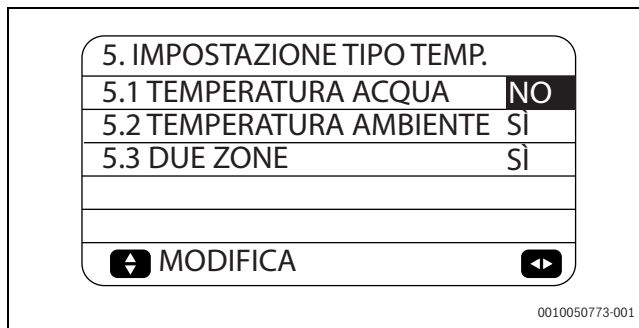 5. IMPOSTAZIONE TIPO TEMP.
5.1 TEMPERATURA ACQUA NO
5.2 TEMPERATURA AMBIENTE SÌ
5.3 DUE ZONE SÌ
MODIFICA
0010050773-001